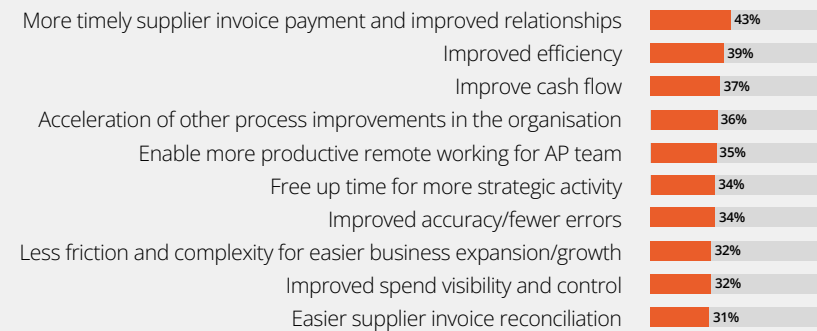 More timely supplier invoice payment and improved relationships 43%
Improved efficiency 39%
Improve cash flow 37%
Acceleration of other process improvements in the organisation 36%
Enable more productive remote working for AP team 35%
Free up time for more strategic activity 34%
Improved accuracy/fewer errors 34%
Less friction and complexity for easier business expansion/growth 32%
Improved spend visibility and control 32%
Easier supplier invoice reconciliation 31%